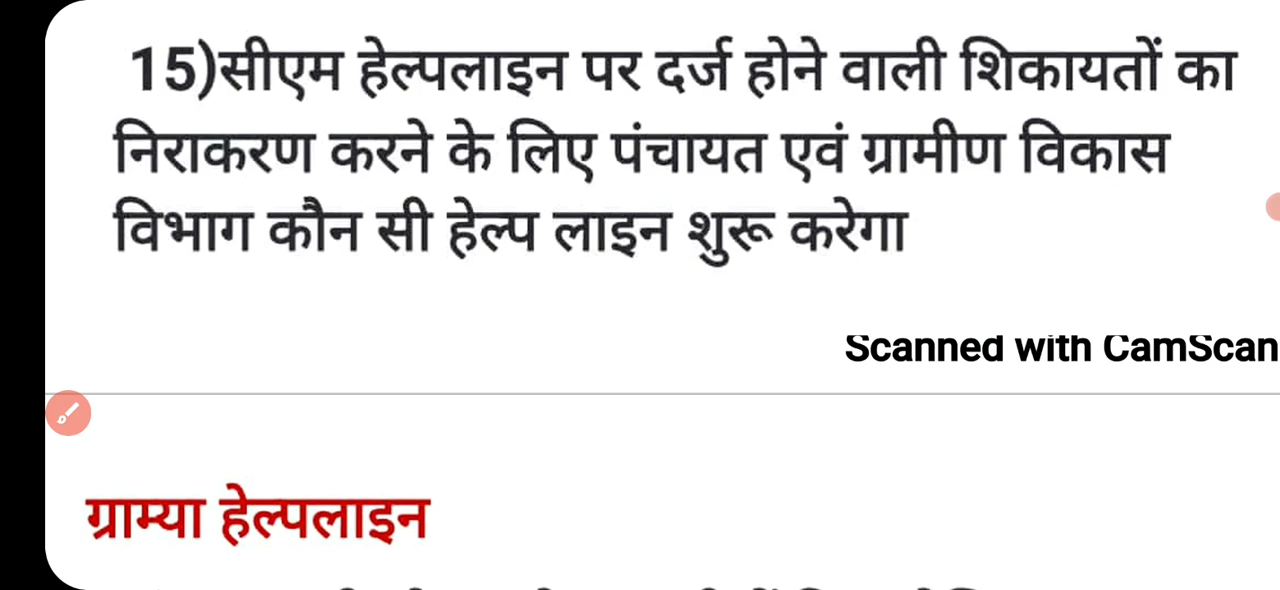 15)सीएम हेल्पलाइन पर दर्ज होने वाली शिकायतों का
निराकरण करने के लिए पंचायत एवं ग्रामीण विकास
विभाग कौन सी हेल्प लाइन शुरू करेगा
Scanned with CamScan
ग्राम्या हेल्पलाइन